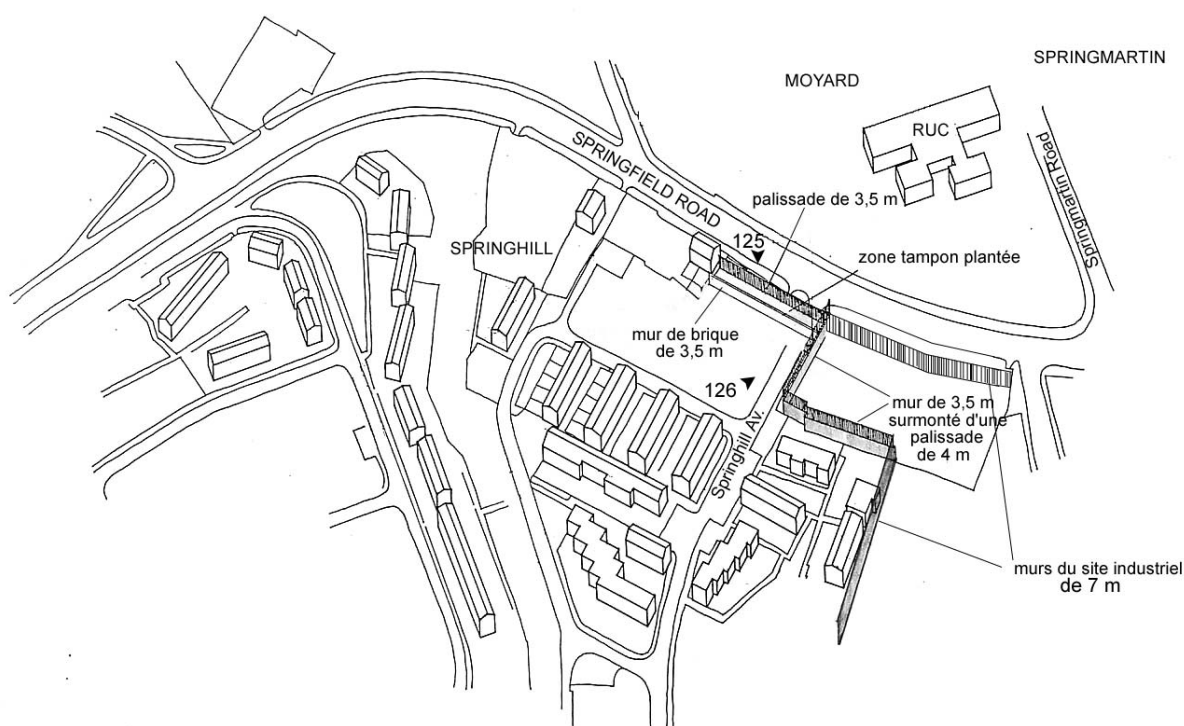 SPRINGMARTIN
MOYARD
RUC
Springmartin Road
SPRINGFIELD ROAD
palissade de 3,5 m
125
zone tampon plantée
SPRINGHILL
mur de brique
de 3,5 m
126
mur de 3,5 m
surmonté d'une
palissade
de 4 m
Springhill Av.
murs du site industriel
de 7 m